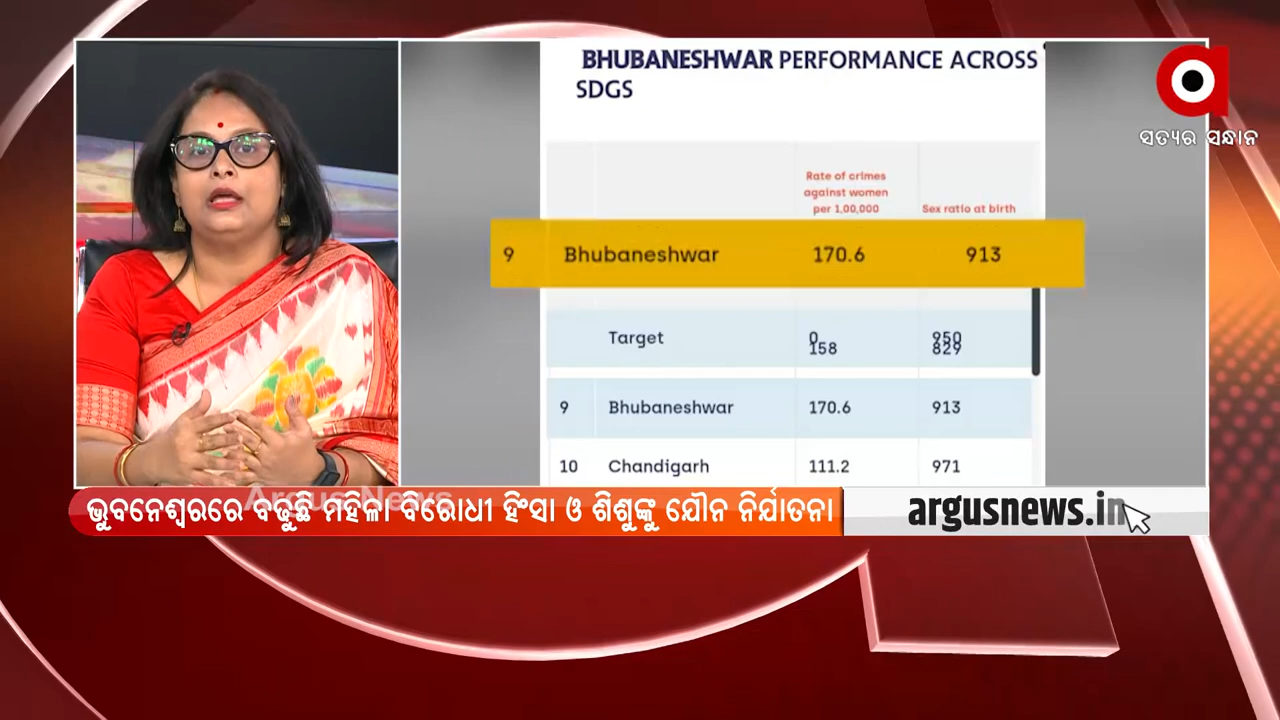 BHUBANESHWAR PERFORMANCE ACROSS
SDGS
ସତ୍ୟର ସନ୍ଧାନ
Rate of crimes
against women
per 1,00,000
Sex ratio at birth
9 Bhubaneshwar 170.6 913
Target 0 950
158 829
9 Bhubaneshwar 170.6 913
10 Chandigarh 111.2 971
Argus News
ଭୁବନେଶ୍ୱରରେ ବଢୁଛି ମହିଳା ବିରୋଧୀ ହିଂସା ଓ ଶିଶୁଙ୍କୁ ଯୌନ ନିର୍ଯାତନା
argusnews.in